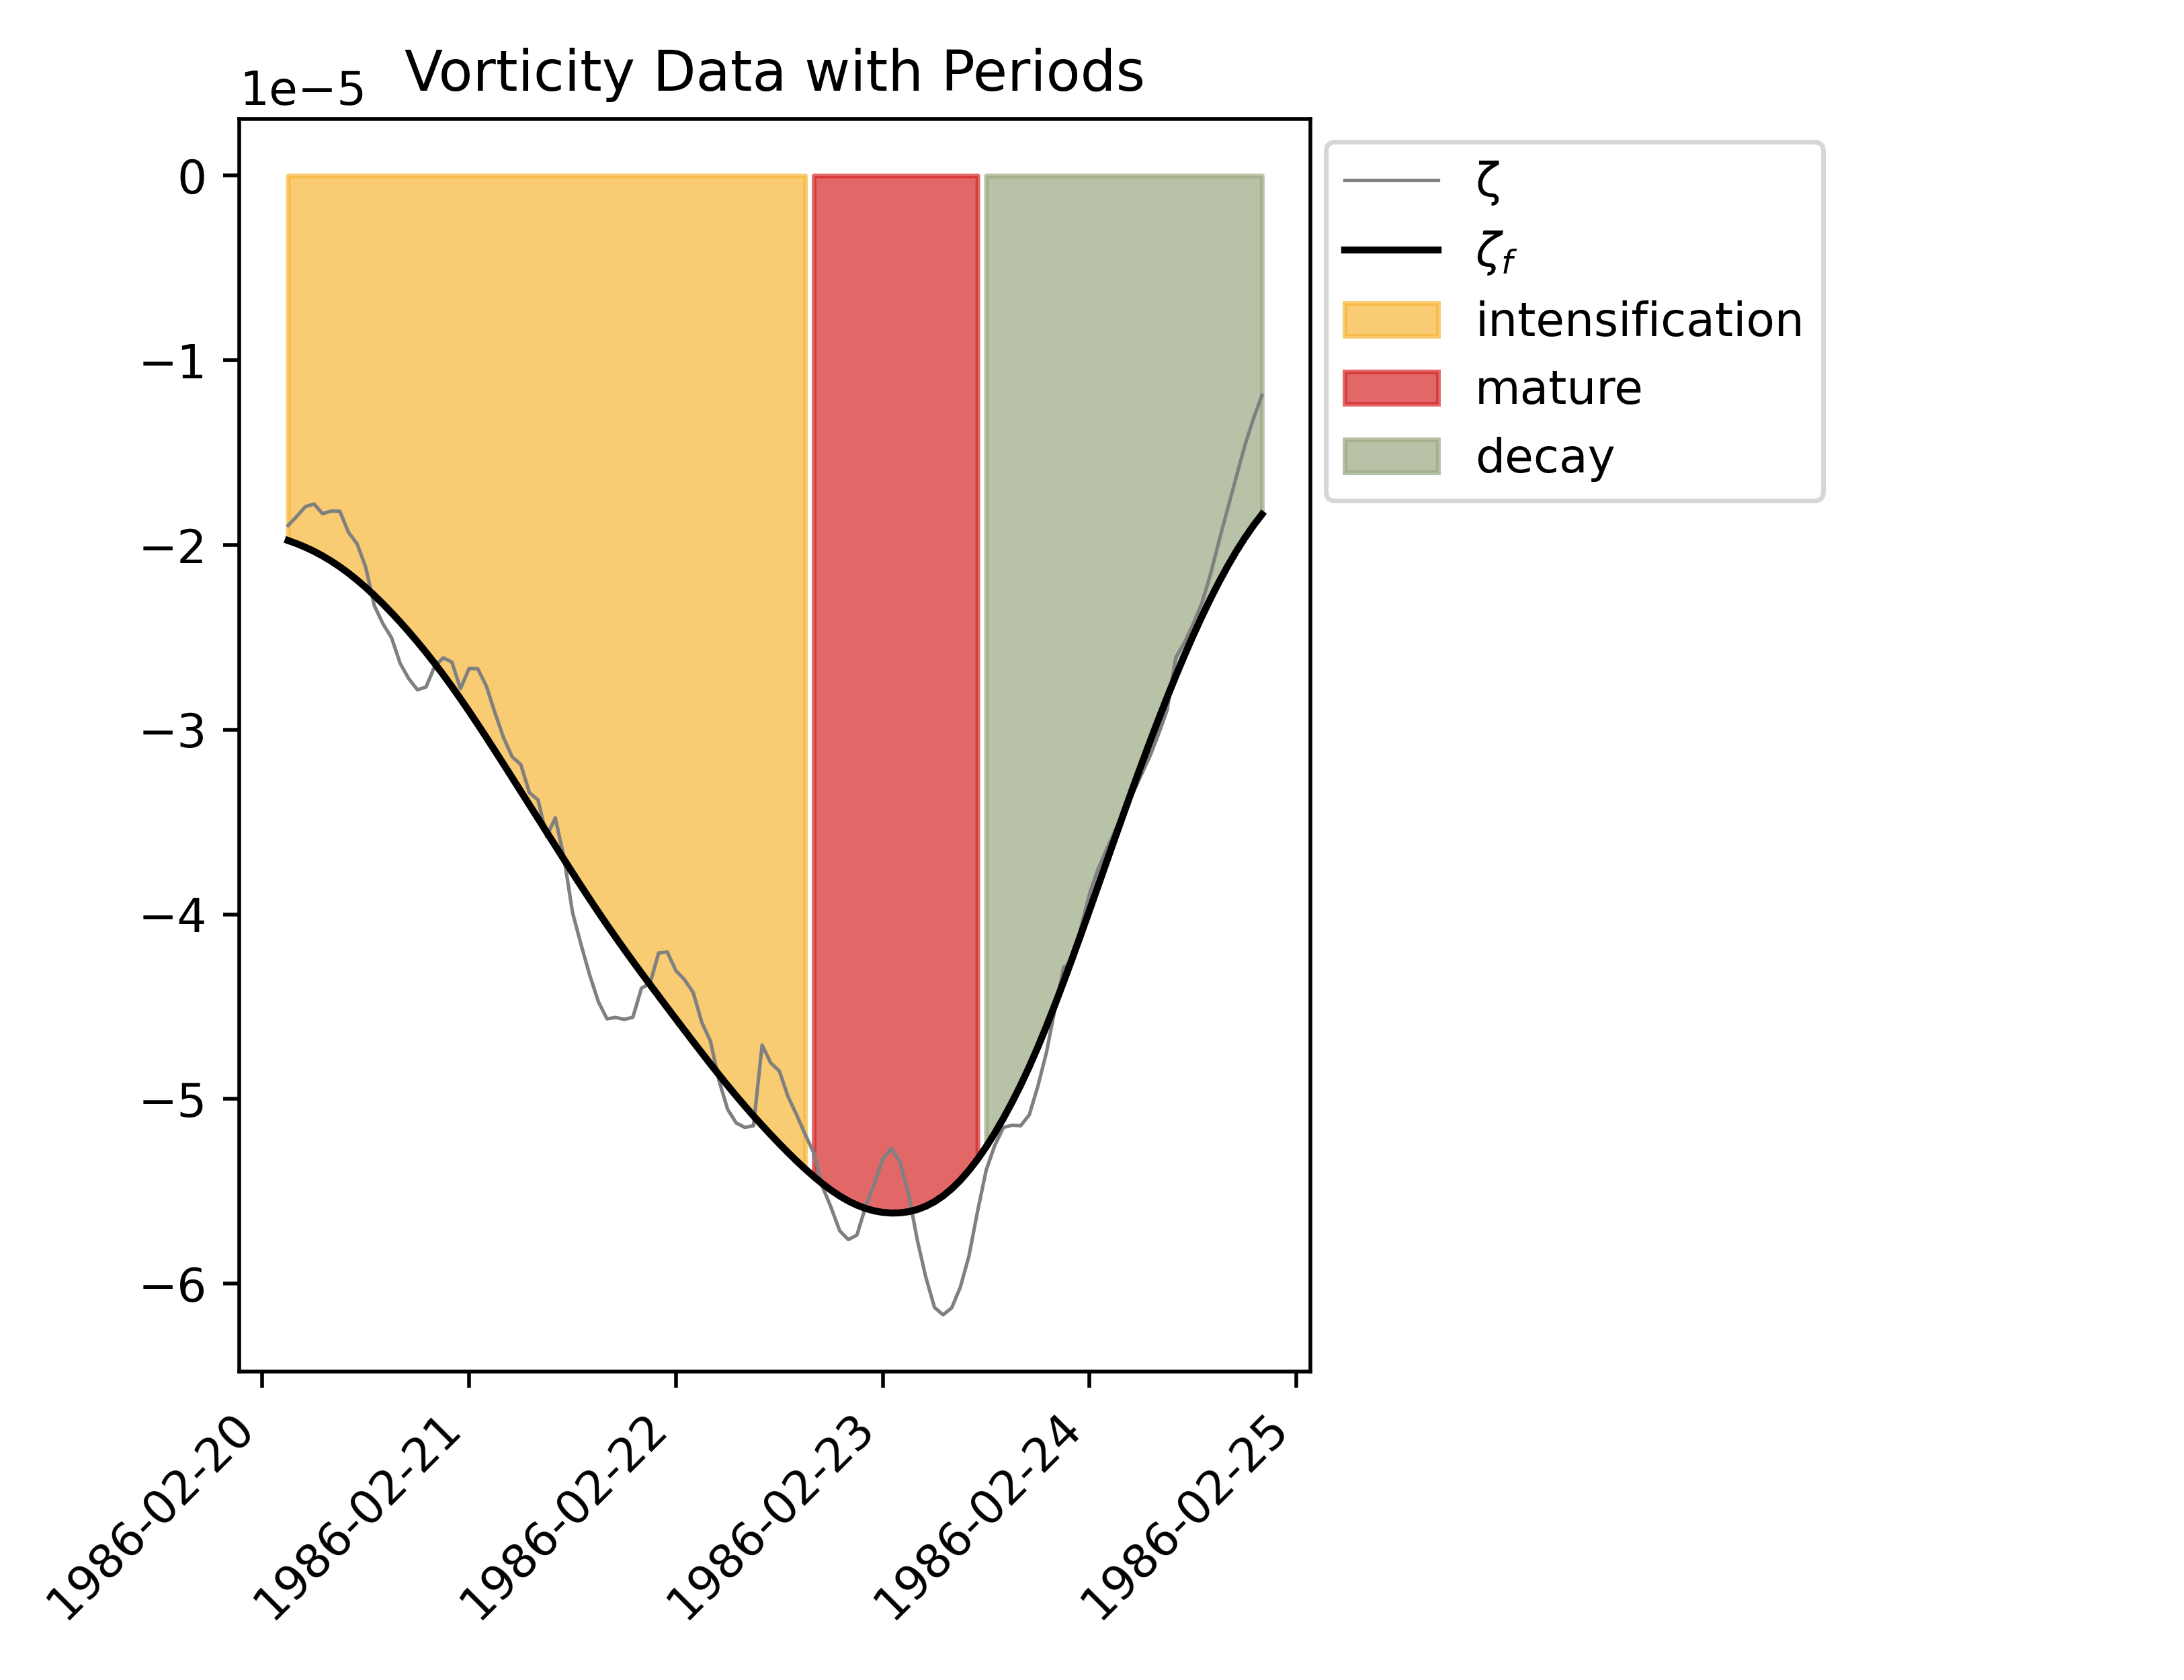 Vorticity Data with Periods
1e−5
0
−1
−2
−3
−4
−5
−6
1986-02-20
1986-02-21
1986-02-22
1986-02-23
1986-02-24
1986-02-25
ζ
ζf
intensification
mature
decay